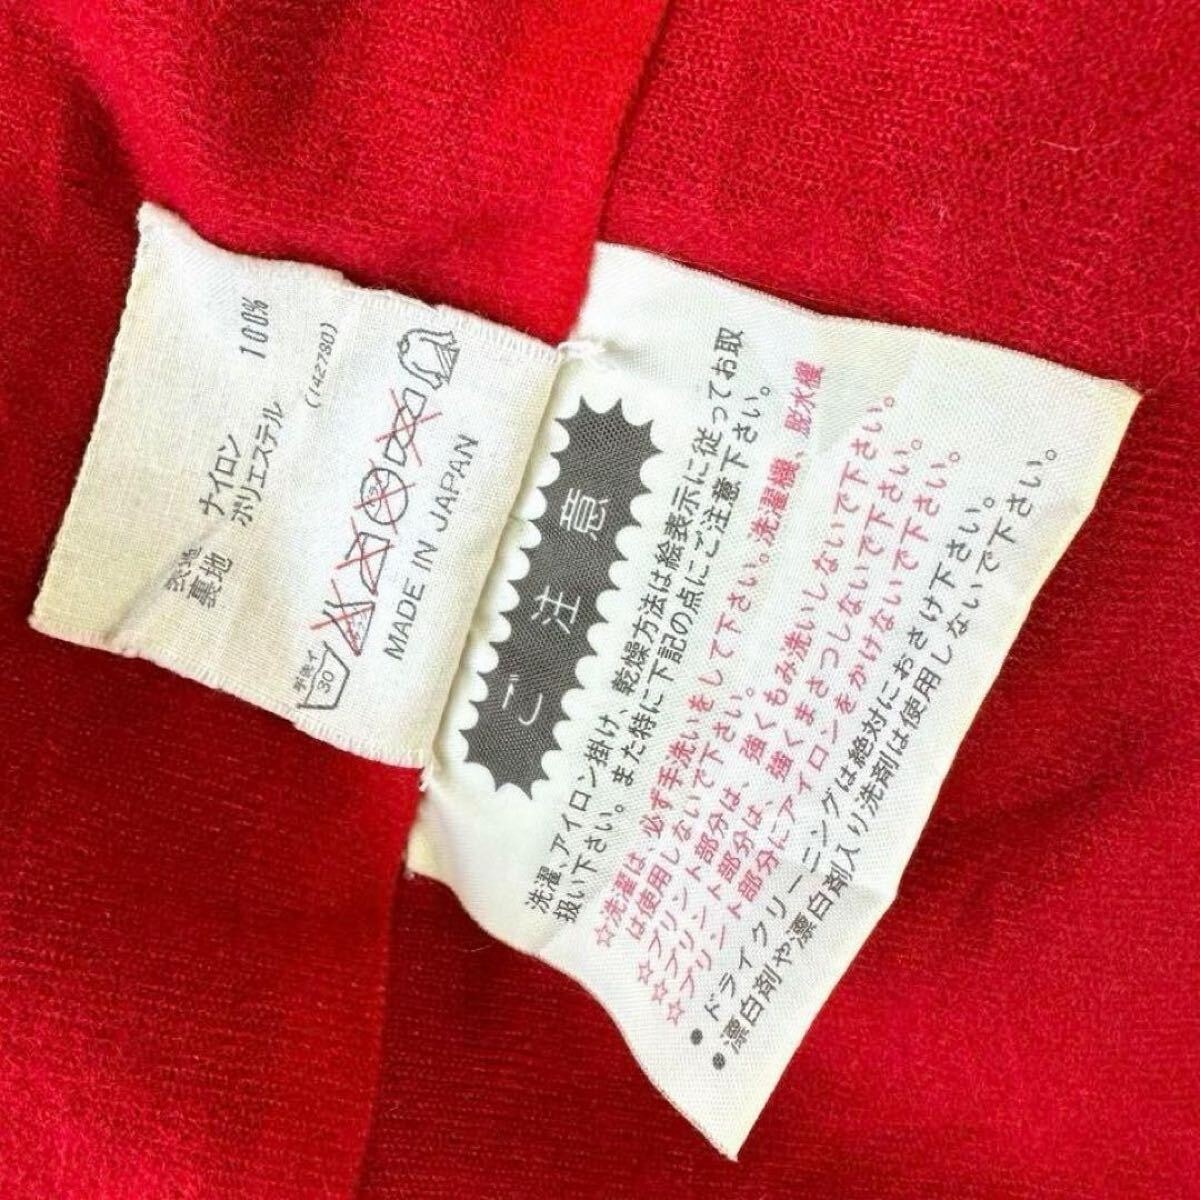 表地 ナイロン 100%
裏地 ポリエステル
(142780)
手洗イ
30
MADE IN JAPAN
ご注意
洗濯、アイロン掛け、乾燥方法は絵表示に従ってお取
扱い下さい。また特に下記の点にご注意下さい。
☆洗濯は、必ず手洗いをして下さい。洗濯機、脱水機
は使用しないで下さい。
☆プリント部分は、強くもみ洗いしないで下さい。
☆プリント部分は、強くまさつしないで下さい。
☆プリント部分にアイロンをかけないで下さい。
●ドライクリーニングは絶対におさけ下さい。
●漂白剤や漂白剤入り洗剤は使用しないで下さい。